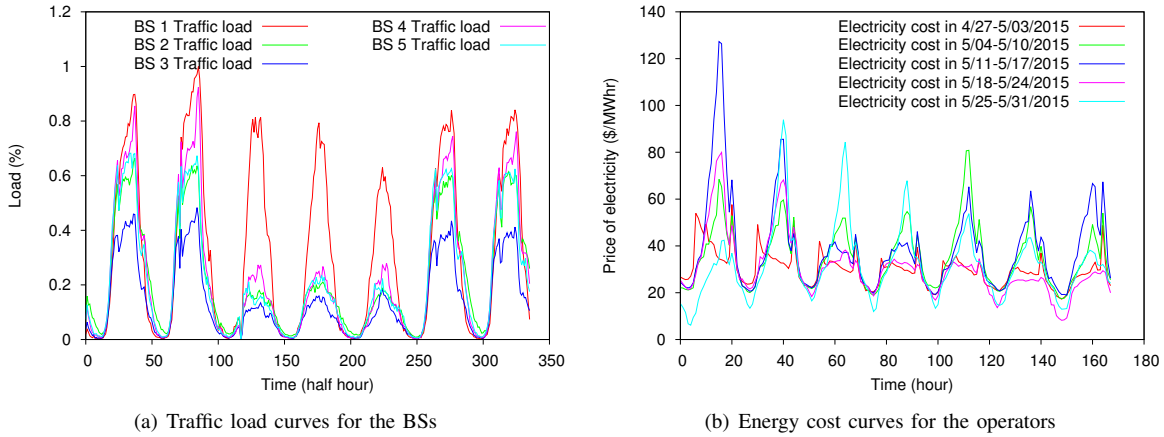 1.2
1
0.8
0.6
0.4
0.2
0
Load (%)
BS 1 Traffic load
BS 2 Traffic load
BS 3 Traffic load
BS 4 Traffic load
BS 5 Traffic load
0 50 100 150 200 250 300 350
Time (half hour)
(a) Traffic load curves for the BSs
140
120
100
80
60
40
20
0
Price of electricity ($/MWhr)
Electricity cost in 4/27-5/03/2015
Electricity cost in 5/04-5/10/2015
Electricity cost in 5/11-5/17/2015
Electricity cost in 5/18-5/24/2015
Electricity cost in 5/25-5/31/2015
0 20 40 60 80 100 120 140 160 180
Time (hour)
(b) Energy cost curves for the operators